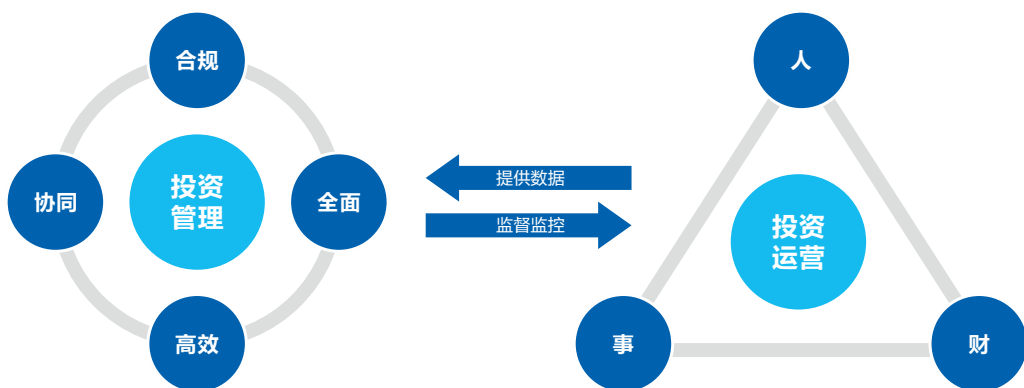 合规
协同
投资
管理
全面
高效
提供数据
监督监控
人
投资
运营
事
财